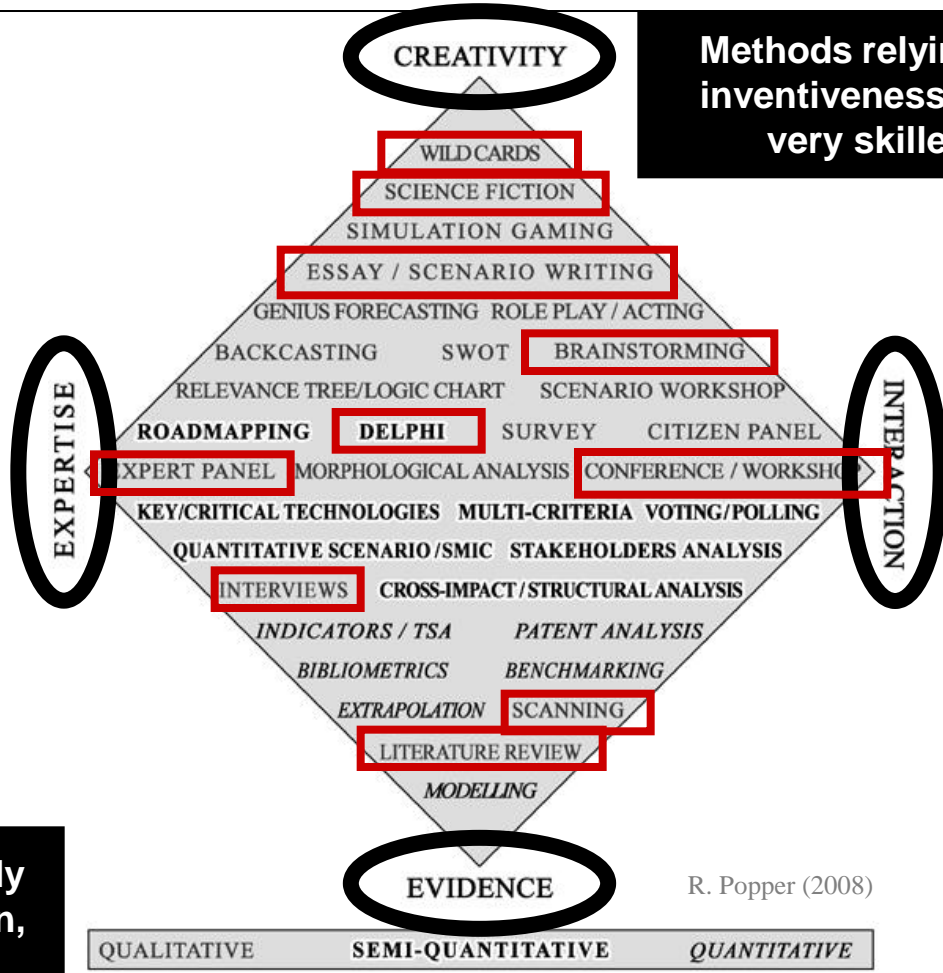 CREATIVITY
Methods relyin
inventiveness
very skille
WILD CARDS
SCIENCE FICTION
SIMULATION GAMING
ESSAY / SCENARIO WRITING
GENIUS FORECASTING ROLE PLAY / ACTING
BACKCASTING SWOT BRAINSTORMING
RELEVANCE TREE/LOGIC CHART SCENARIO WORKSHOP
ROADMAPPING DELPHI SURVEY CITIZEN PANEL
EXPERTISE
EXPERT PANEL MORPHOLOGICAL ANALYSIS CONFERENCE / WORKSHOP
INTERACTION
KEY/CRITICAL TECHNOLOGIES MULTI-CRITERIA VOTING/POLLING
QUANTITATIVE SCENARIO/SMIC STAKEHOLDERS ANALYSIS
INTERVIEWS CROSS-IMPACT / STRUCTURAL ANALYSIS
INDICATORS / TSA PATENT ANALYSIS
BIBLIOMETRICS BENCHMARKING
EXTRAPOLATION SCANNING
LITERATURE REVIEW
MODELLING
ly
n,
EVIDENCE
R. Popper (2008)
QUALITATIVE SEMI-QUANTITATIVE QUANTITATIVE